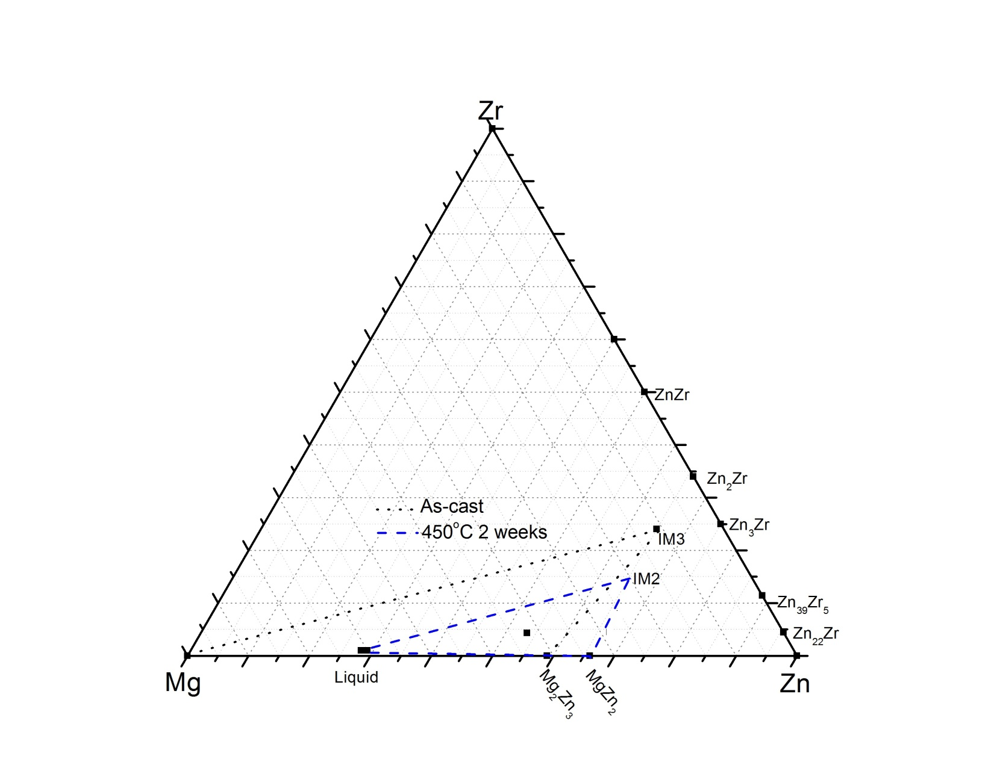 Zr
ZnZr
Zn2Zr
As-cast
Zn3Zr
450°C 2 weeks
IM3
IM2
Zn39Zr5
Zn22Zr
Mg
Liquid
Mg2Zn3
MgZn2
Zn